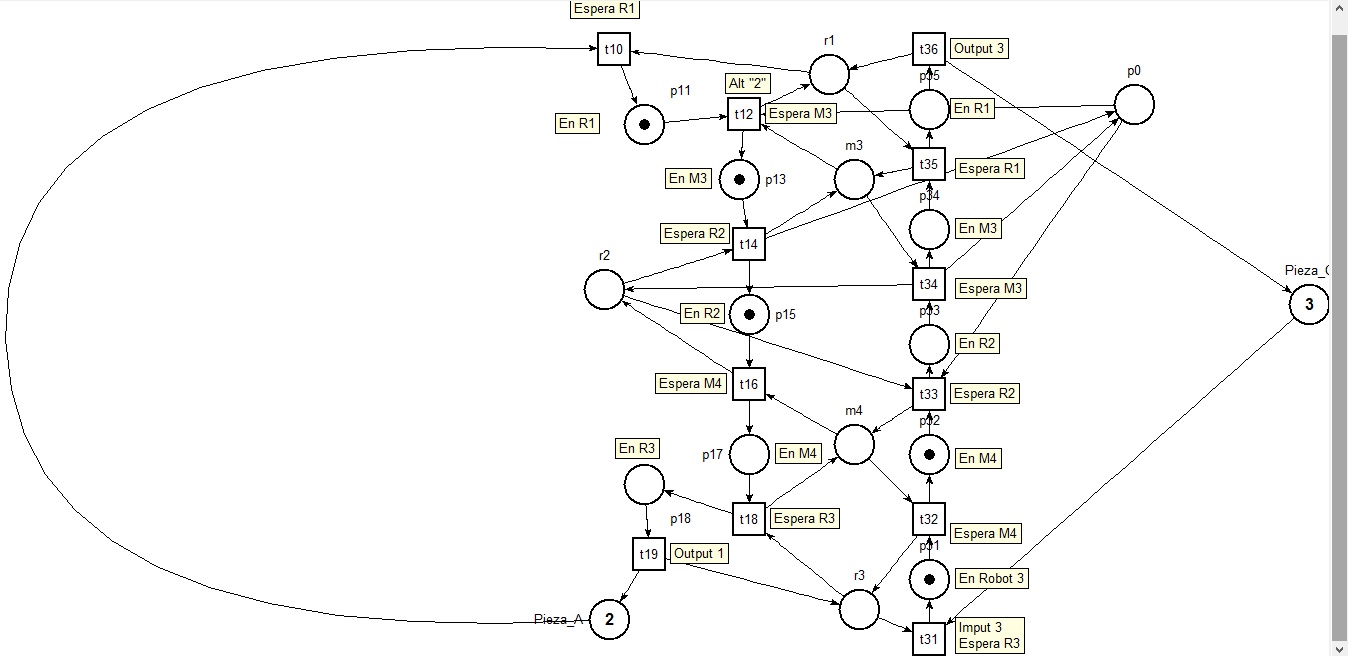 Espera R1
t10
r1
t36
Output 3
p35
p0
p11
Alt "2"
En R1
t12
Espera M3
En R1
m3
t35
Espera R1
En M3
p13
p34
Espera R2
t14
En M3
r2
t34
Espera M3
Pieza_
3
En R2
p15
p33
En R2
Espera M4
t16
t33
Espera R2
m4
p32
En R3
p17
En M4
En M4
p18
t18
Espera R3
t32
Espera M4
t19
Output 1
p31
r3
En Robot 3
Pieza_A
2
t31
Imput 3
Espera R3